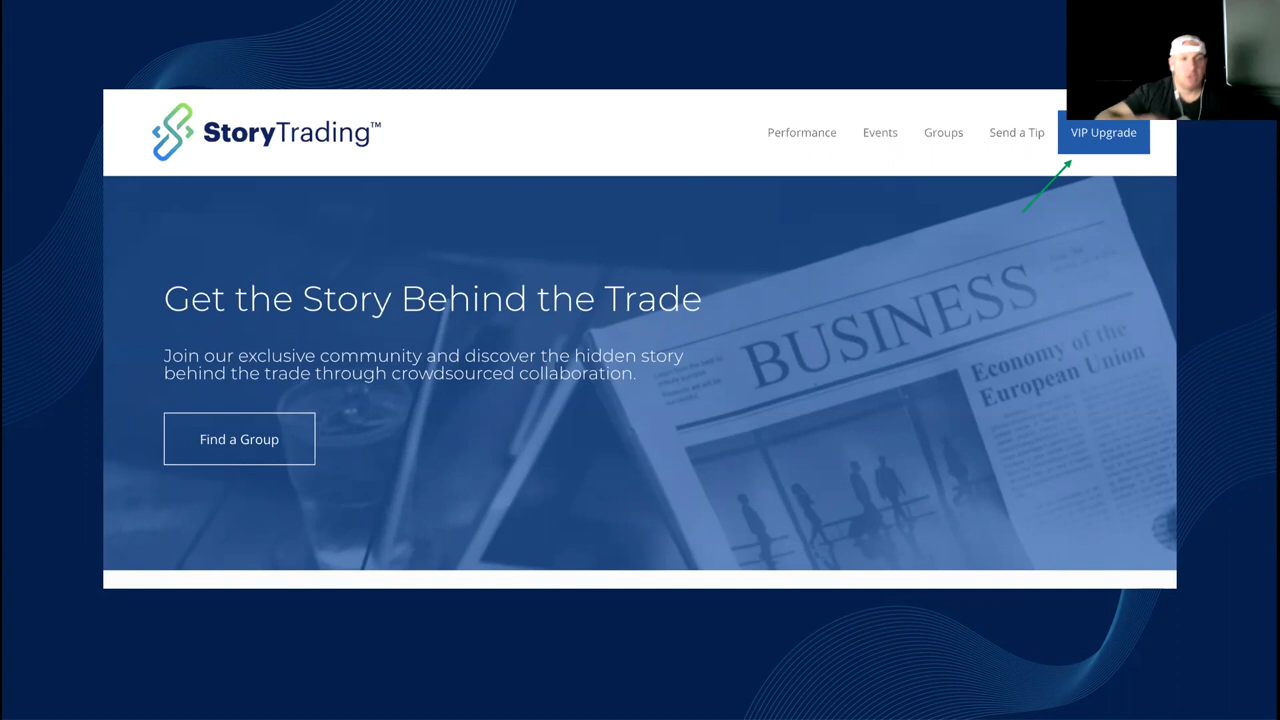 StoryTrading™
Performance
Events
Groups
Send a Tip
VIP Upgrade
Get the Story Behind the Trade
Join our exclusive community and discover the hidden story
behind the trade through crowdsourced collaboration.
Find a Group
BUSINESS
Economy of the
European Union